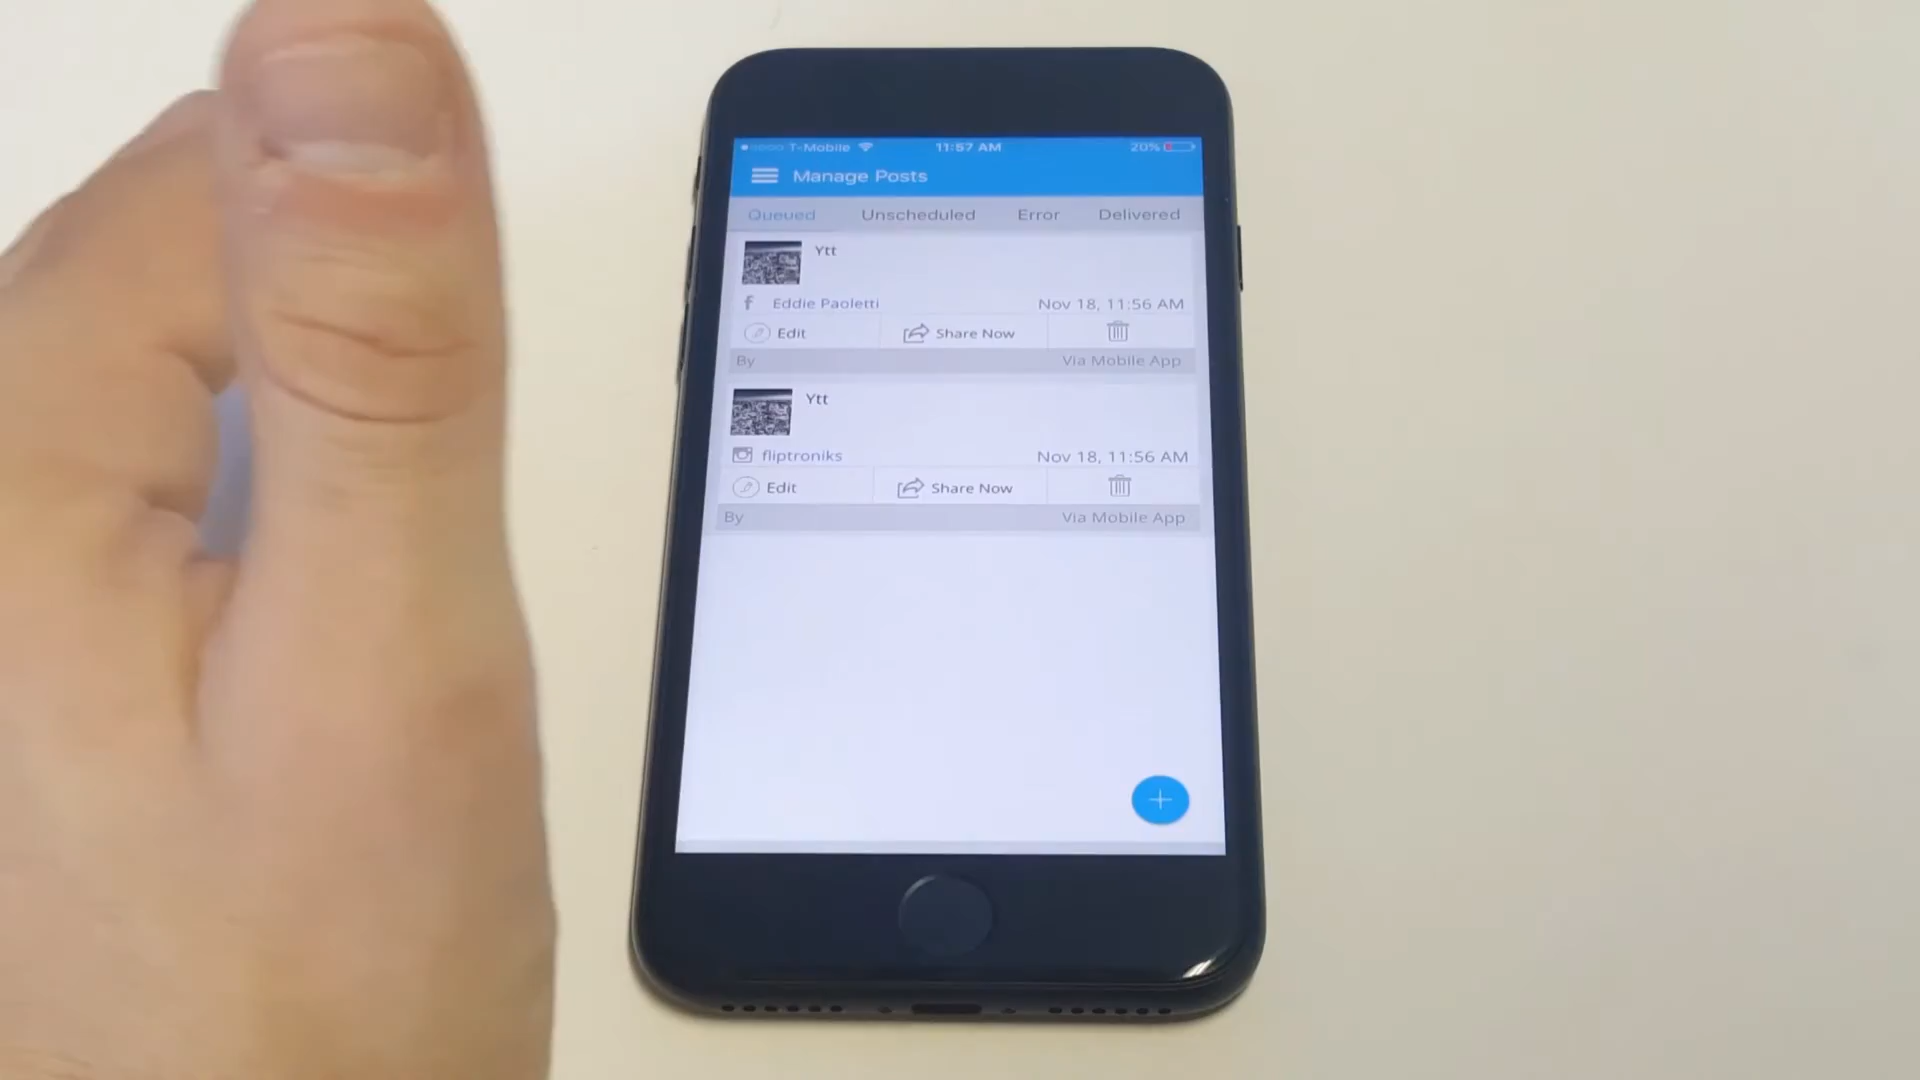 T-Mobile 11:57 AM 20%
Manage Posts
Queued Unscheduled Error Delivered
Ytt
f Eddie Paoletti Nov 18, 11:56 AM
Edit Share Now
By Via Mobile App
Ytt
fliptroniks Nov 18, 11:56 AM
Edit Share Now
By Via Mobile App